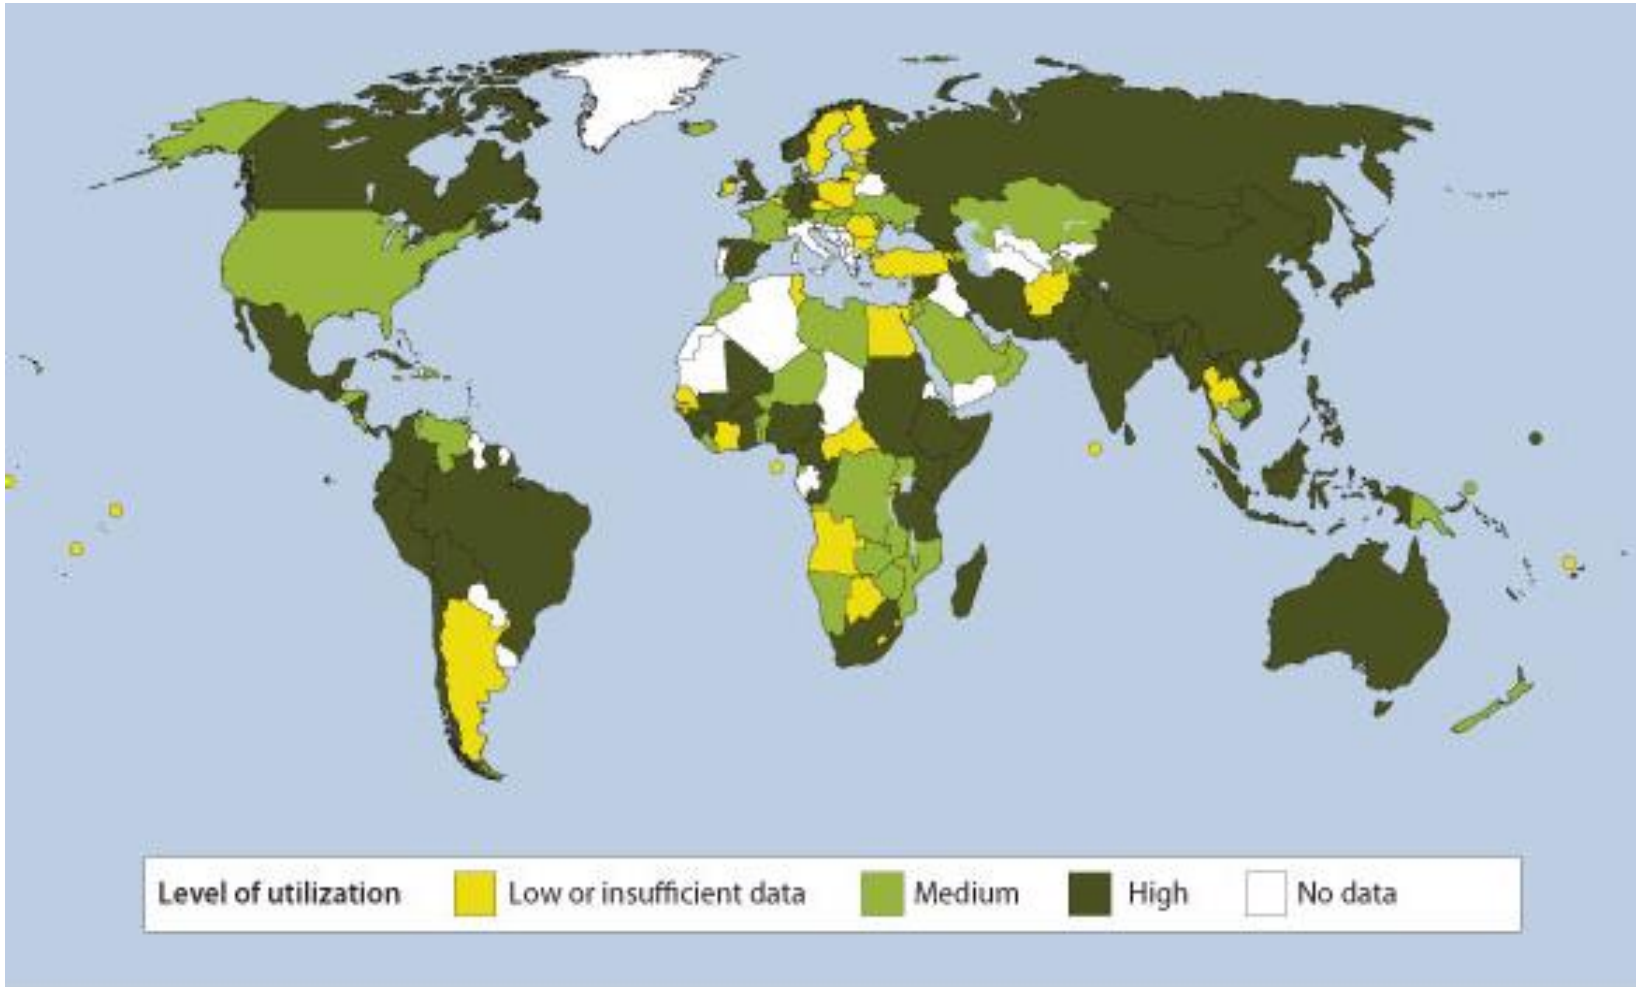 Level of utilization Low or insufficient data Medium High No data